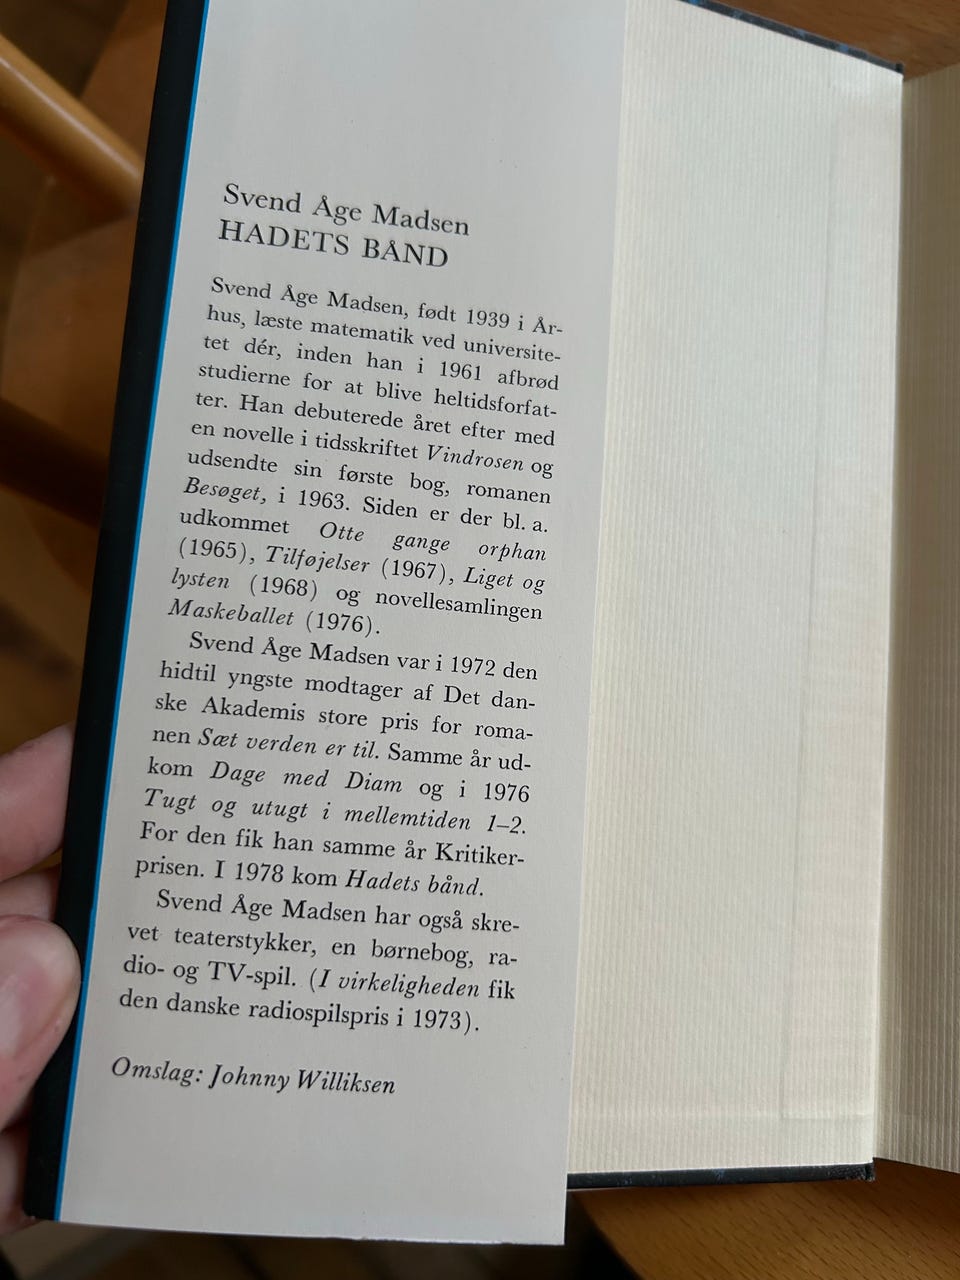 Svend Åge Madsen
HADETS BÅND
Svend Åge Madsen, født 1939 i År-
hus, læste matematik ved universite-
tet dér, inden han i 1961 afbrød
studierne for at blive heltidsforfat-
ter. Han debuterede året efter med
en novelle i tidsskriftet Vindrosen og
udsendte sin første bog, romanen
Besøget, i 1963. Siden er der bl. a.
udkommet Otte gange orphan
(1965), Tilføjelser (1967), Liget og
lysten (1968) og novellesamlingen
Maskeballet (1976).
Svend Åge Madsen var i 1972 den
hidtil yngste modtager af Det dan-
ske Akademis store pris for roma-
nen Sæt verden er til. Samme år ud-
kom Dage med Diam og i 1976
Tugt og utugt i mellemtiden 1–2.
For den fik han samme år Kritiker-
prisen. I 1978 kom Hadets bånd.
Svend Åge Madsen har også skre-
vet teaterstykker, en børnebog, ra-
dio- og TV-spil. (I virkeligheden fik
den danske radiospilspris i 1973).
Omslag: Johnny Williksen